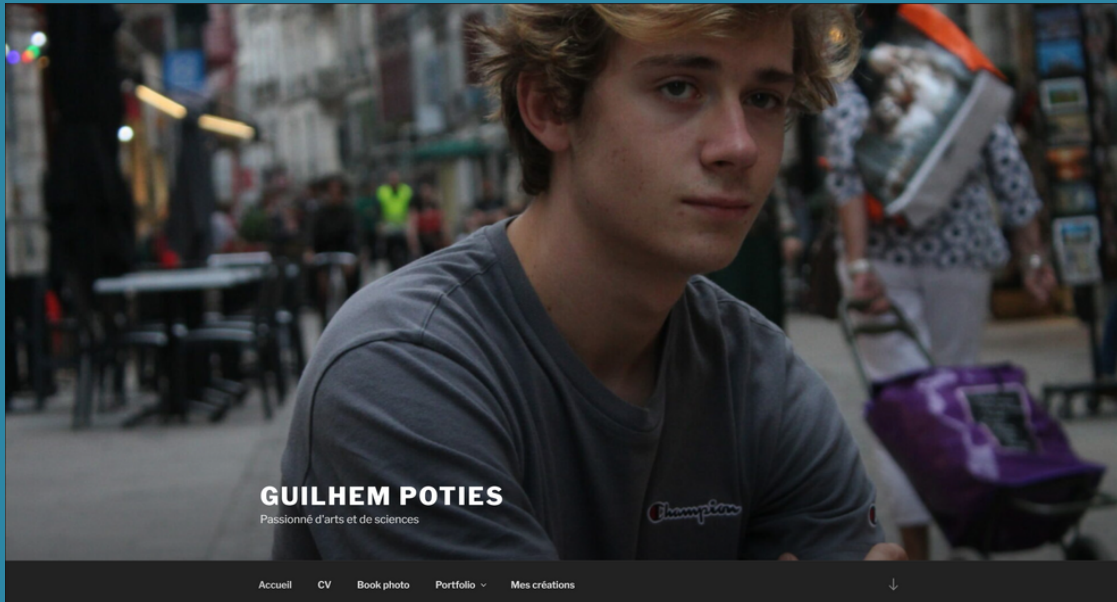 GUILHEM POTIES
Passionné d'arts et de sciences
Champion
Accueil
CV
Book photo
Portfolio
Mes créations